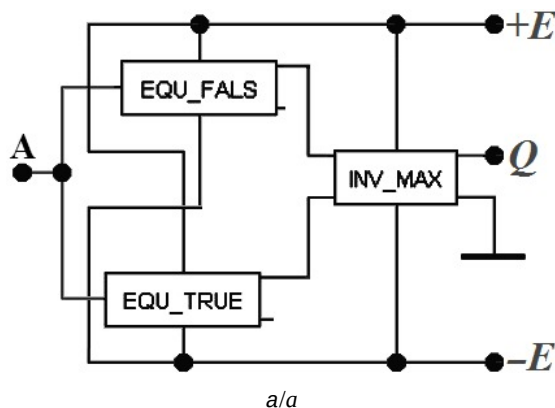 +E
EQU_FALS
A
Q
INV_MAX
EQU_TRUE
–E
а/a